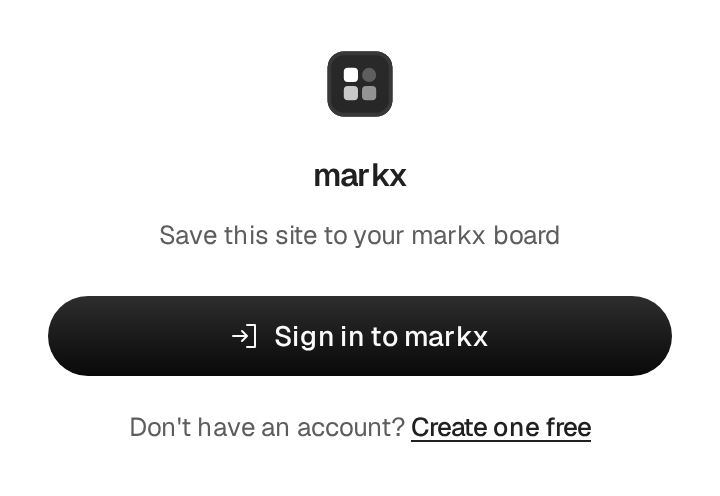 markx
Save this site to your markx board
Sign in to markx
Don't have an account? Create one free